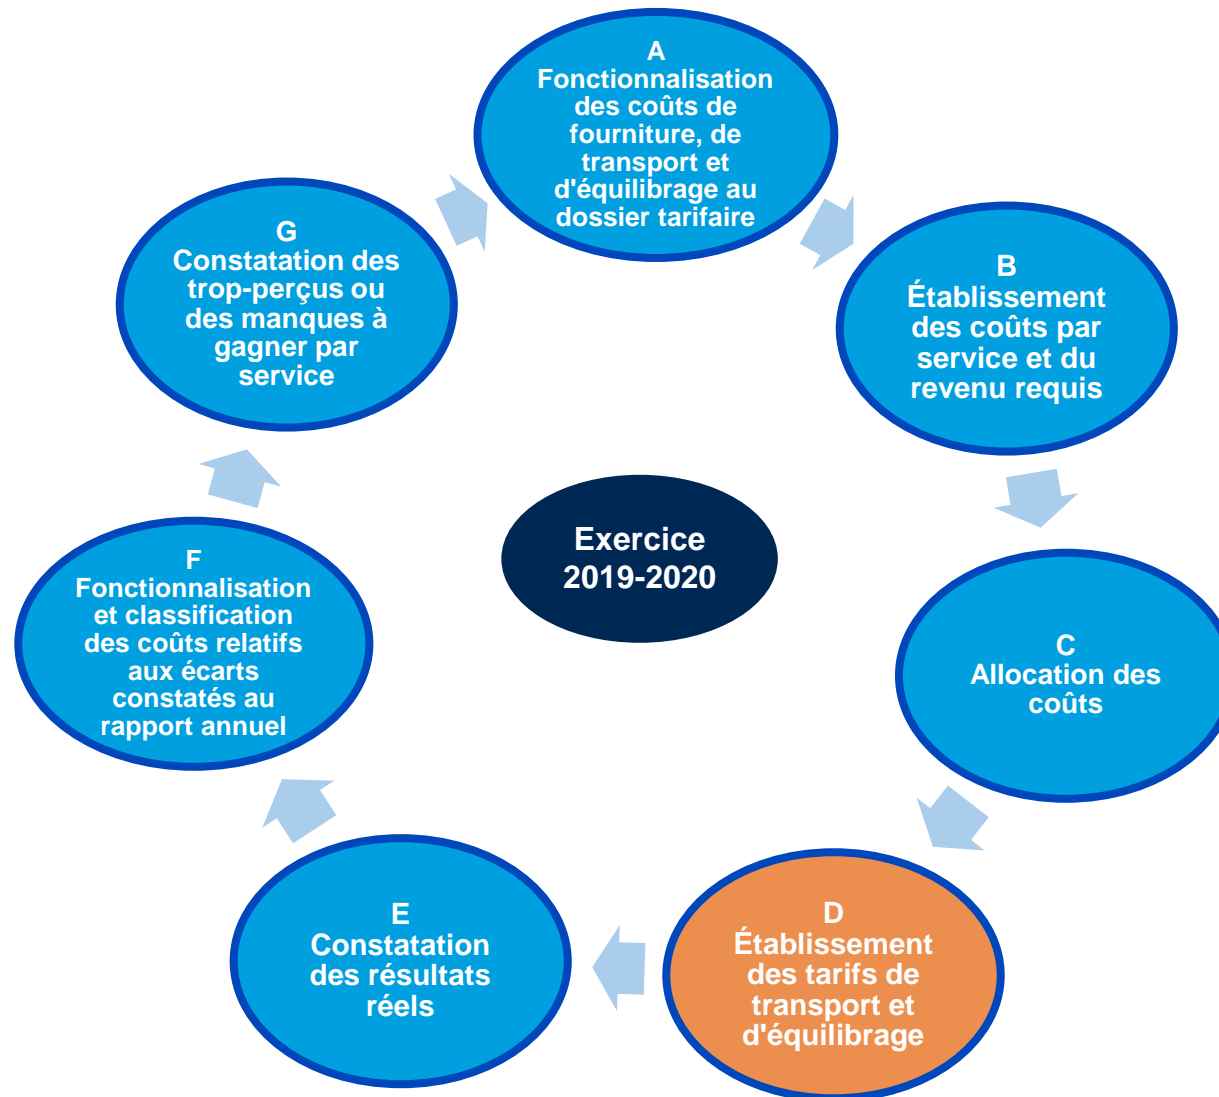 A
Fonctionnalisation
des coûts de
fourniture, de
transport et
d'équilibrage au
dossier tarifaire
B
Établissement
des coûts par
service et du
revenu requis
C
Allocation des
coûts
D
Établissement
des tarifs de
transport et
d'équilibrage
E
Constatation
des résultats
réels
F
Fonctionnalisation
et classification
des coûts relatifs
aux écarts
constatés au
rapport annuel
G
Constatation des
trop-perçus ou
des manques à
gagner par
service
Exercice
2019-2020